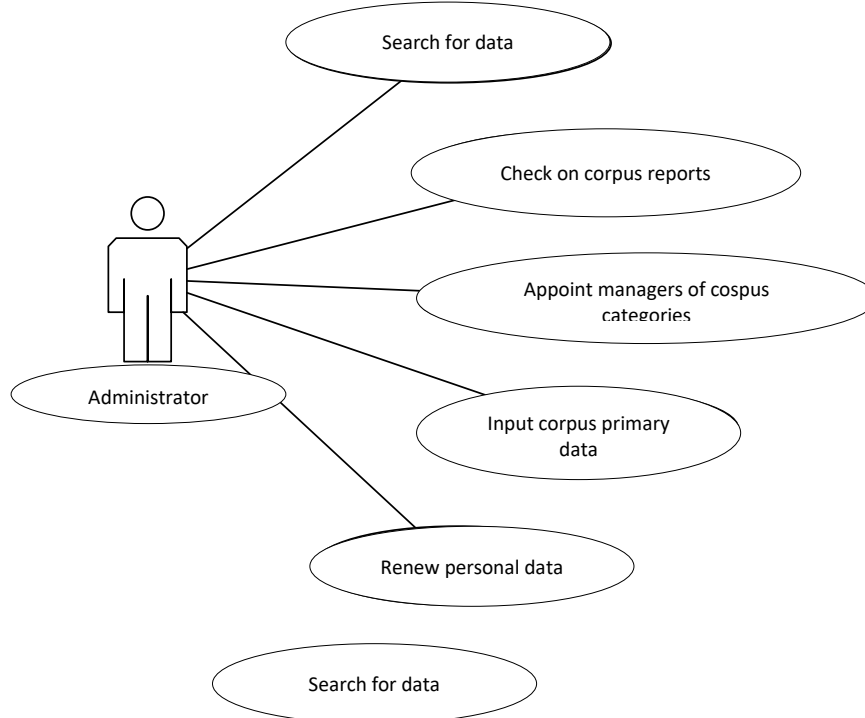 Search for data
Check on corpus reports
Appoint managers of cospus
categories
Administrator
Input corpus primary
data
Renew personal data
Search for data